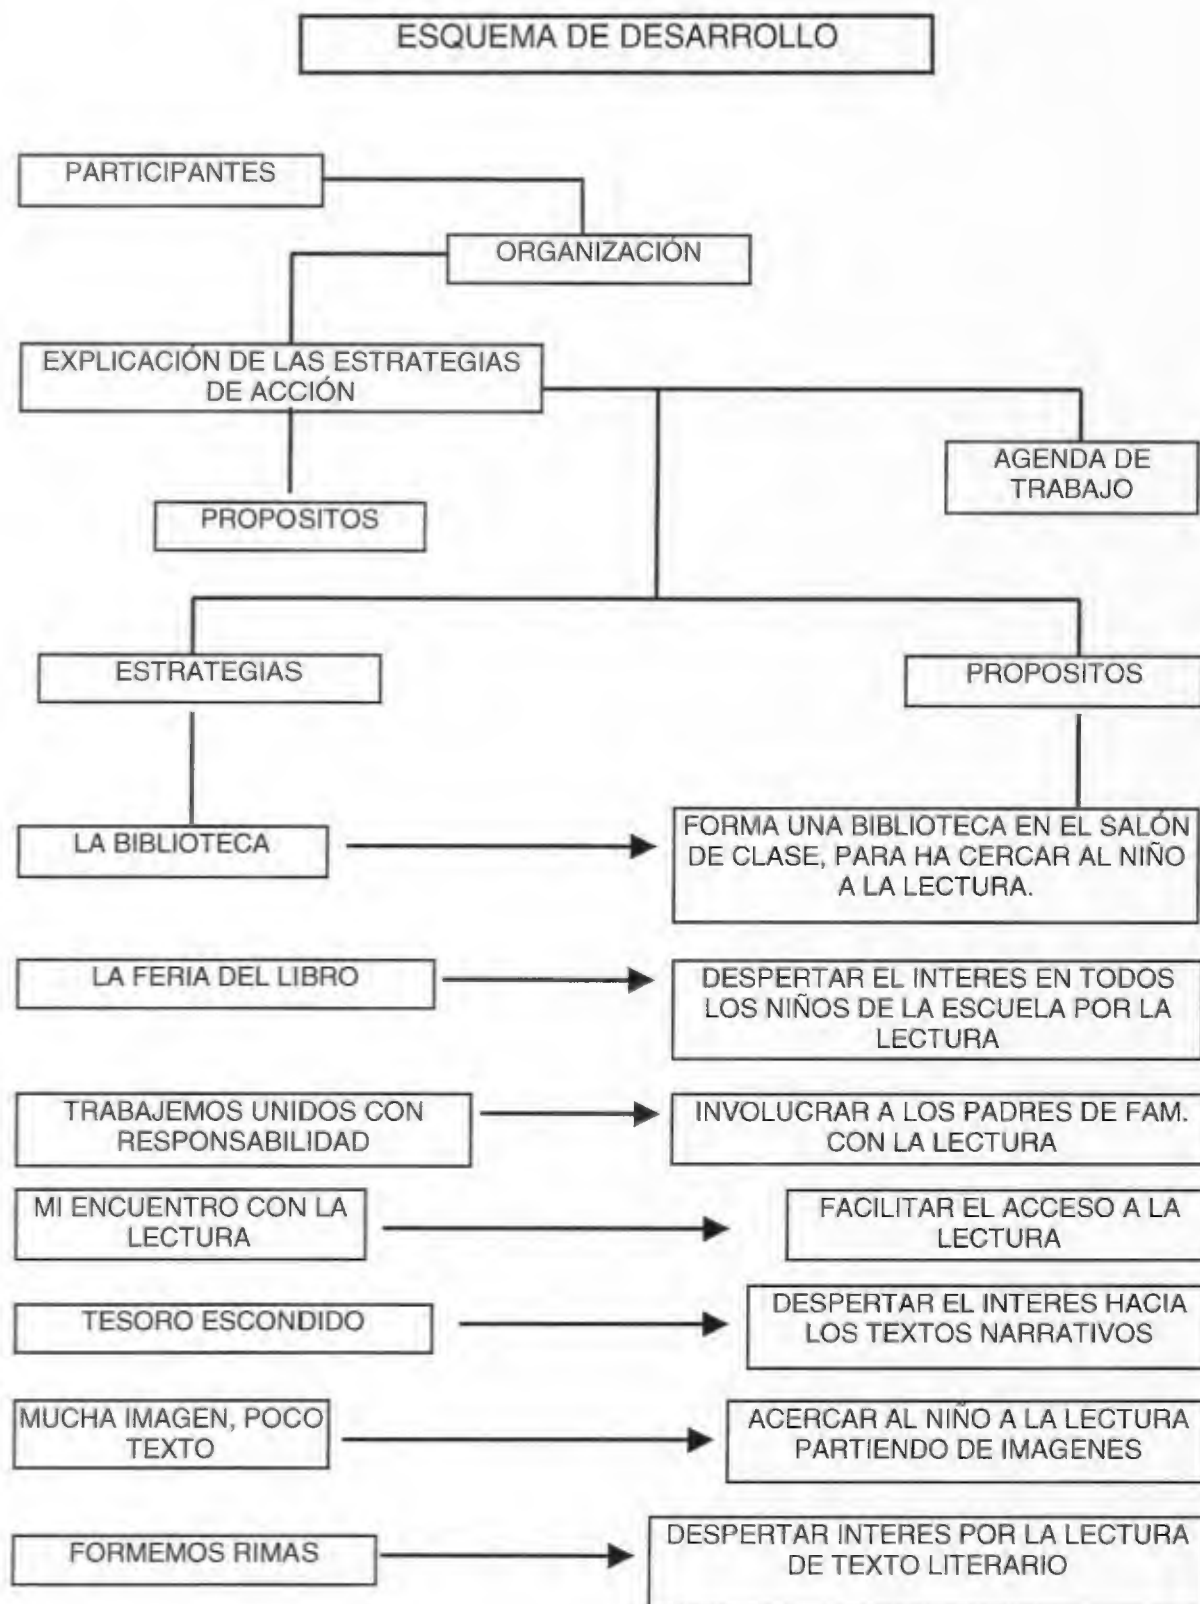 ESQUEMA DE DESARROLLO
PARTICIPANTES
ORGANIZACIÓN
EXPLICACIÓN DE LAS ESTRATEGIAS
DE ACCIÓN
AGENDA DE
TRABAJO
PROPOSITOS
ESTRATEGIAS
PROPOSITOS
LA BIBLIOTECA
FORMA UNA BIBLIOTECA EN EL SALÓN
DE CLASE, PARA HA CERCAR AL NIÑO
A LA LECTURA.
LA FERIA DEL LIBRO
DESPERTAR EL INTERES EN TODOS
LOS NIÑOS DE LA ESCUELA POR LA
LECTURA
TRABAJEMOS UNIDOS CON
RESPONSABILIDAD
INVOLUCRAR A LOS PADRES DE FAM.
CON LA LECTURA
MI ENCUENTRO CON LA
LECTURA
FACILITAR EL ACCESO A LA
LECTURA
TESORO ESCONDIDO
DESPERTAR EL INTERES HACIA
LOS TEXTOS NARRATIVOS
MUCHA IMAGEN, POCO
TEXTO
ACERCAR AL NIÑO A LA LECTURA
PARTIENDO DE IMAGENES
FORMEMOS RIMAS
DESPERTAR INTERES POR LA LECTURA
DE TEXTO LITERARIO